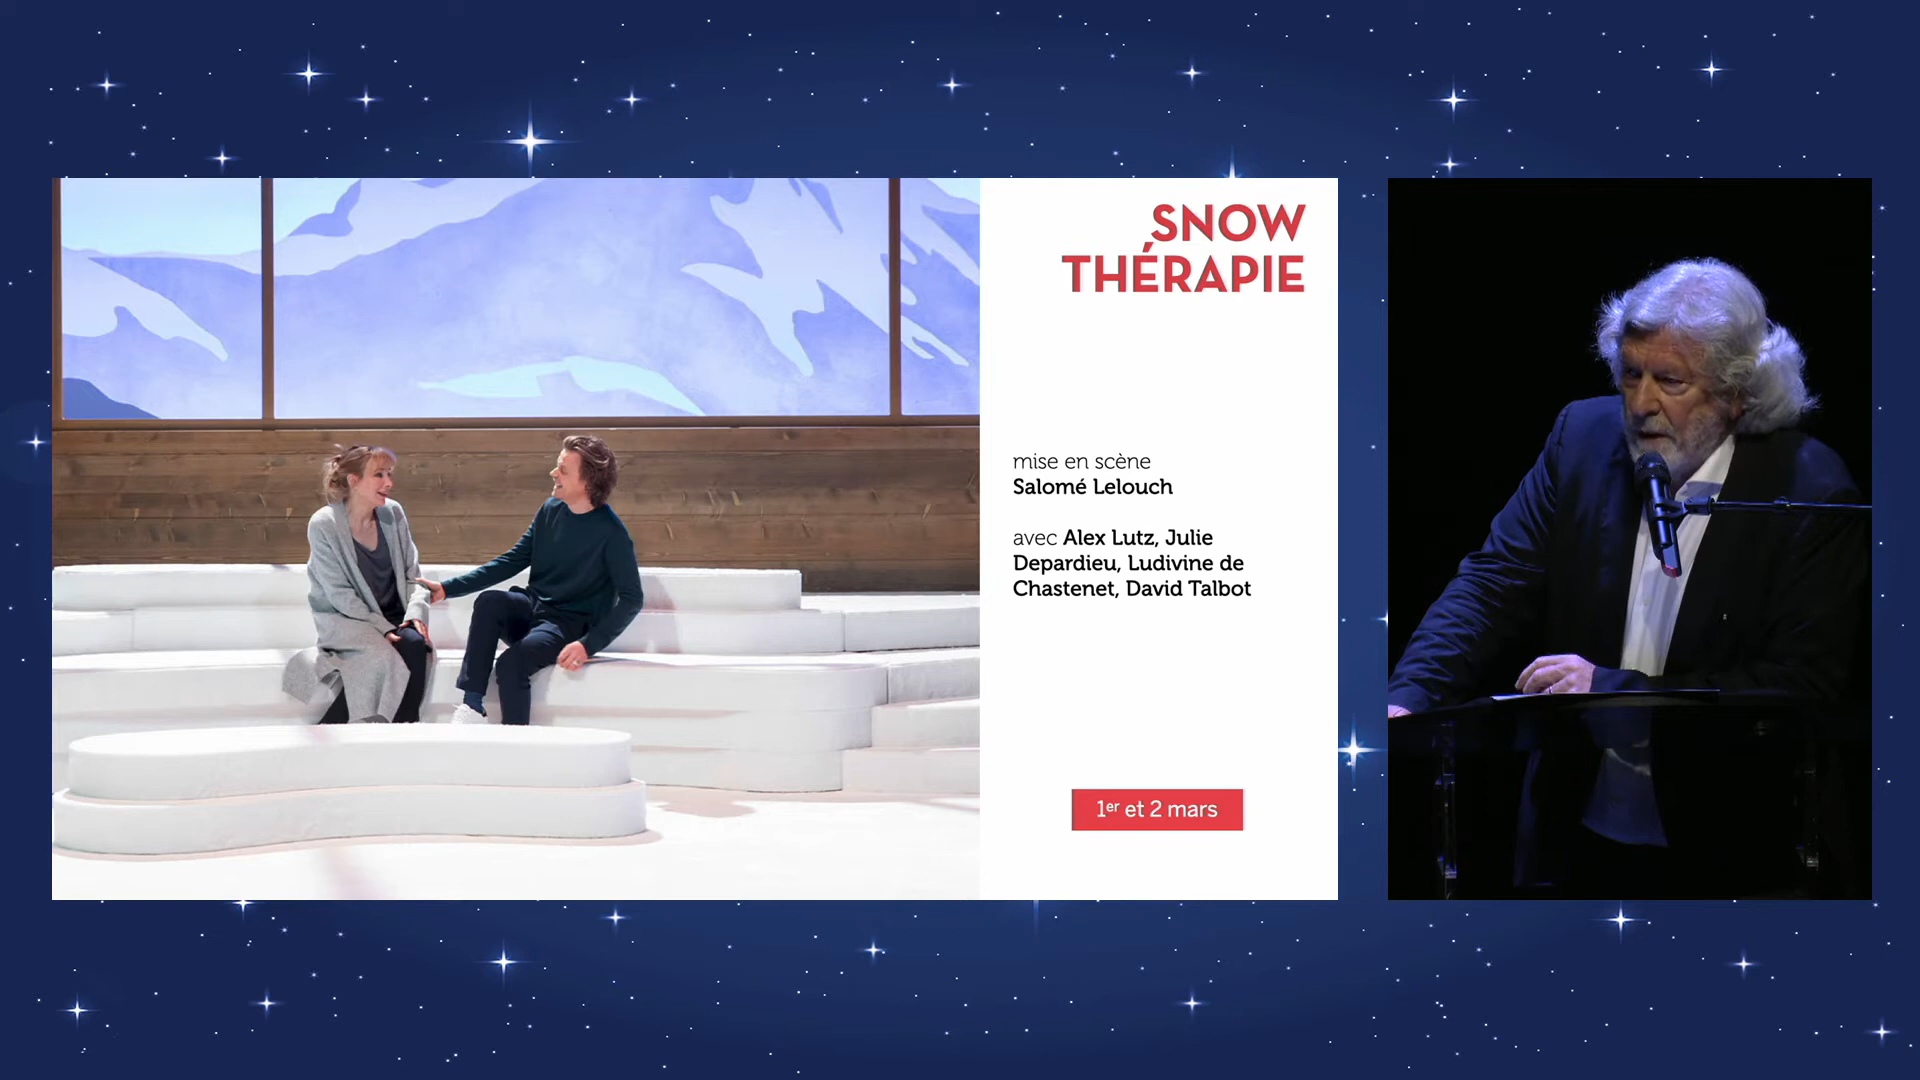 SNOW
THÉRAPIE
mise en scène
Salomé Lelouch
avec Alex Lutz, Julie
Depardieu, Ludivine de
Chastenet, David Talbot
1er et 2 mars